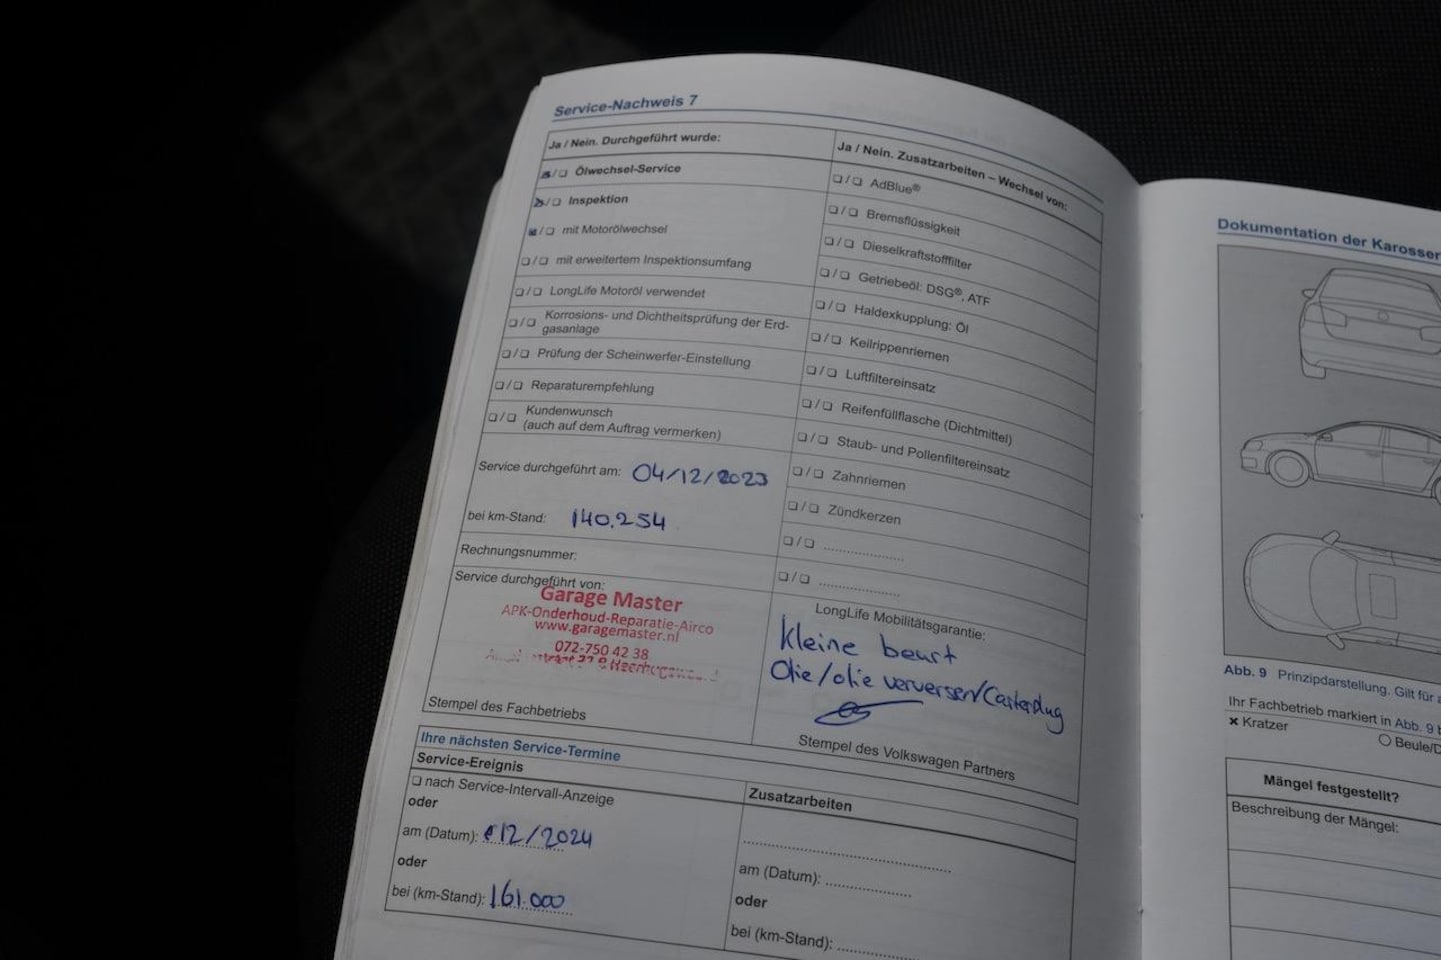 Service-Nachweis 7
Ja / Nein. Durchgeführt wurde:
☒/❏ Ölwechsel-Service
☒/❏ Inspektion
☒/❏ mit Motorölwechsel
❏/❏ mit erweitertem Inspektionsumfang
❏/❏ LongLife Motoröl verwendet
❏/❏ Korrosions- und Dichtheitsprüfung der Erd-
gasanlage
❏/❏ Prüfung der Scheinwerfer-Einstellung
❏/❏ Reparaturempfehlung
❏/❏ Kundenwunsch
(auch auf dem Auftrag vermerken)
Service durchgeführt am: 04/12/2023
bei km-Stand: 140.254
Rechnungsnummer:
Service durchgeführt von:
Garage Master
APK-Onderhoud-Reparatie-Airco
www.garagemaster.nl
072-750 42 38
Stempel des Fachbetriebs
Ja / Nein. Zusatzarbeiten – Wechsel von:
❏/❏ AdBlue®
❏/❏ Bremsflüssigkeit
❏/❏ Dieselkraftstofffilter
❏/❏ Getriebeöl: DSG®, ATF
❏/❏ Haldexkupplung: Öl
❏/❏ Keilrippenriemen
❏/❏ Luftfiltereinsatz
❏/❏ Reifenfüllflasche (Dichtmittel)
❏/❏ Staub- und Pollenfiltereinsatz
❏/❏ Zahnriemen
❏/❏ Zündkerzen
❏/❏ ....................
❏/❏ ....................
LongLife Mobilitätsgarantie:
kleine beurt
Olie/olie verversen/Carterplug
Stempel des Volkswagen Partners
Ihre nächsten Service-Termine
Service-Ereignis
❏ nach Service-Intervall-Anzeige
oder
am (Datum): 12/2024
oder
bei (km-Stand): 161.000
Zusatzarbeiten
am (Datum): ....................
oder
bei (km-Stand): ....................
Dokumentation der Karosser
Abb. 9 Prinzipdarstellung. Gilt für
Ihr Fachbetrieb markiert in Abb. 9
× Kratzer
○ Beule/D
Mängel festgestellt?
Beschreibung der Mängel: